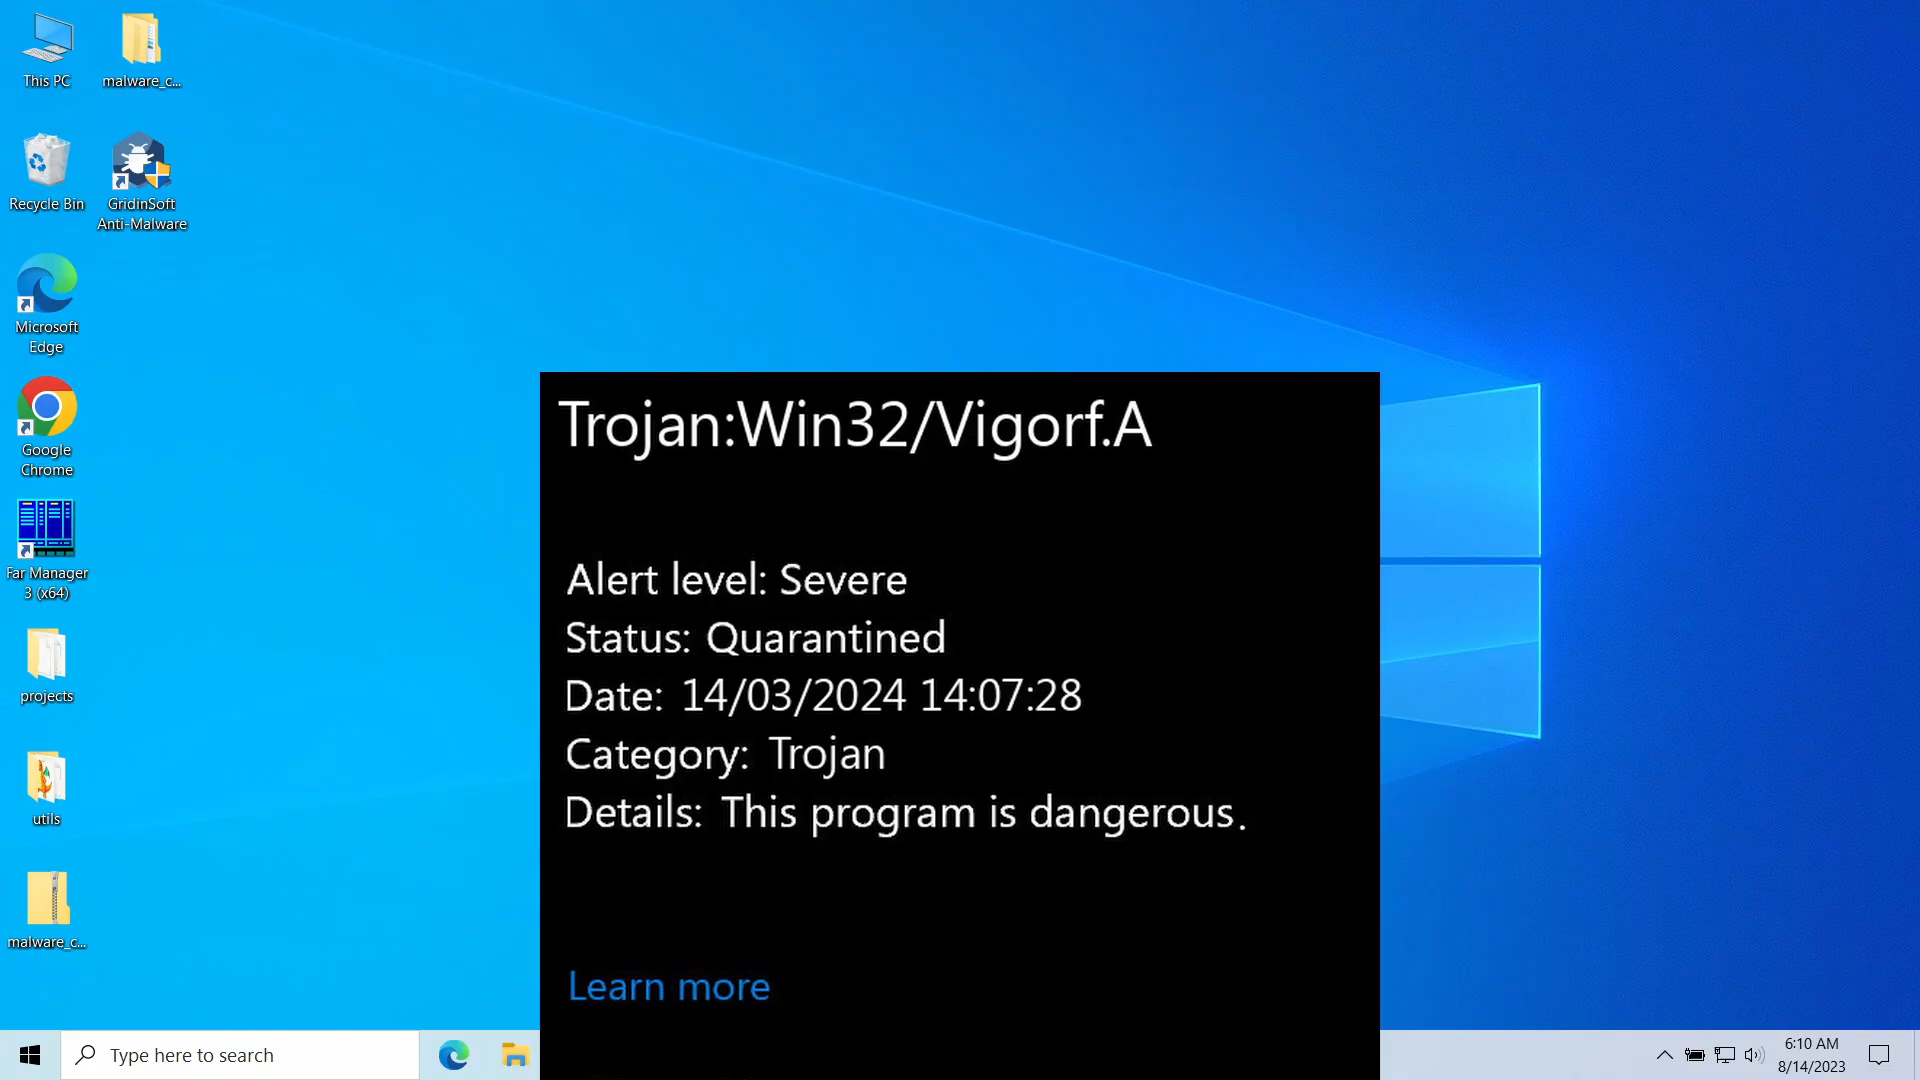 This PC
malware_c...
Recycle Bin
GridinSoft
Anti-Malware
Microsoft
Edge
Google
Chrome
Far Manager
3 (x64)
projects
utils
malware_c...
Trojan:Win32/Vigorf.A
Alert level: Severe
Status: Quarantined
Date: 14/03/2024 14:07:28
Category: Trojan
Details: This program is dangerous.
Learn more
Type here to search
6:10 AM
8/14/2023